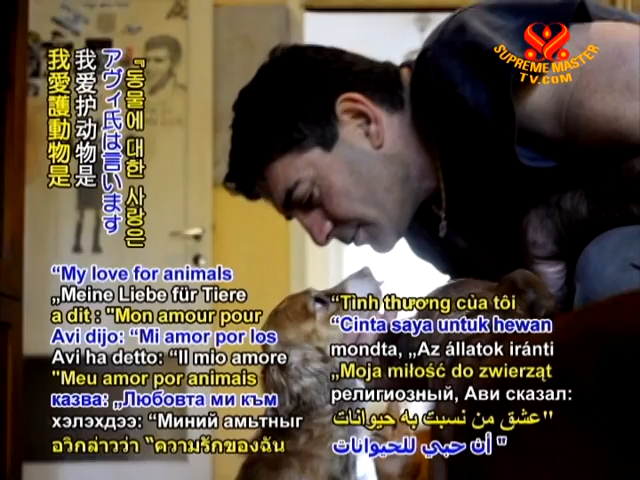 SUPREME MASTER
TV.COM
『동물에 대한 사랑은
アヴィ氏は言います
我爱护动物是
我愛護動物是
“My love for animals
„Meine Liebe für Tiere
a dit : "Mon amour pour
Avi dijo: “Mi amor por los
Avi ha detto: “Il mio amore
"Meu amor por animais
казва: „Любовта ми към
хэлэхдээ: “Миний амьтныг
อวิกล่าวว่า “ความรักของฉัน
“Tình thương của tôi
“Cinta saya untuk hewan
mondta, „Az állatok iránti
„Moja miłość do zwierząt
религиозный, Ави сказал:
"عشق من نسبت به حیوانات
" أن حبي للحيوانات